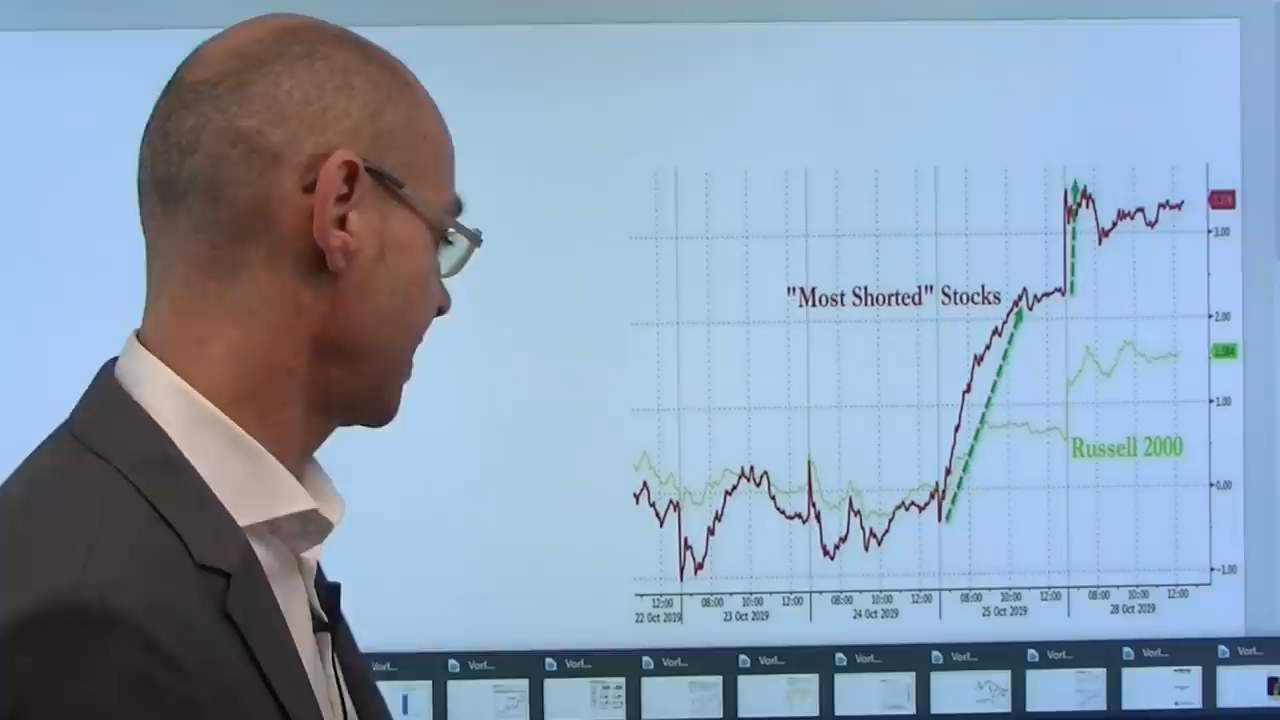 3.00
"Most Shorted" Stocks
2.00
1.00
Russell 2000
0.00
-1.00
12:00 08:00 10:00 12:00 08:00 10:00 12:00 08:00 10:00 12:00 08:00 10:00 12:00
22 Oct 2019 23 Oct 2019 24 Oct 2019 25 Oct 2019 28 Oct 2019
Vorl... Vorl... Vorl... Vorl... Vorl... Vorl... Vorl... Vorl... Vorl... Vorl...